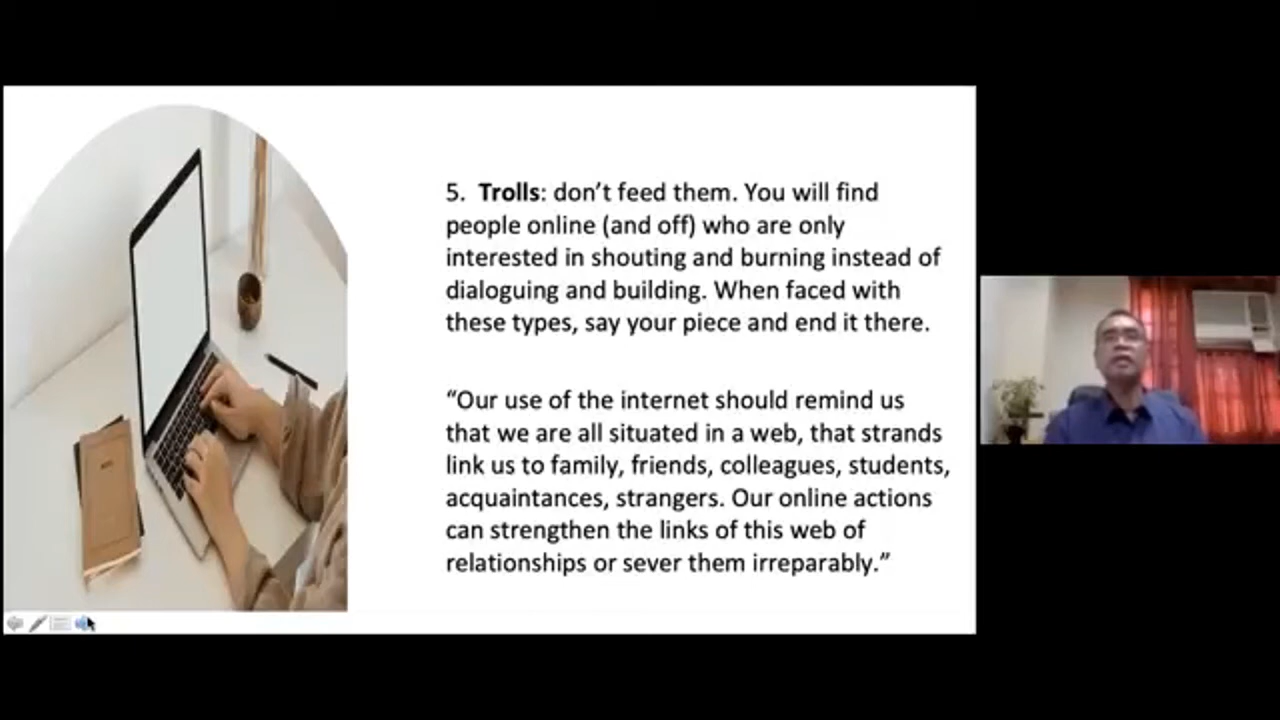 5. Trolls: don’t feed them. You will find
people online (and off) who are only
interested in shouting and burning instead of
dialoguing and building. When faced with
these types, say your piece and end it there.
“Our use of the internet should remind us
that we are all situated in a web, that strands
link us to family, friends, colleagues, students,
acquaintances, strangers. Our online actions
can strengthen the links of this web of
relationships or sever them irreparably.”